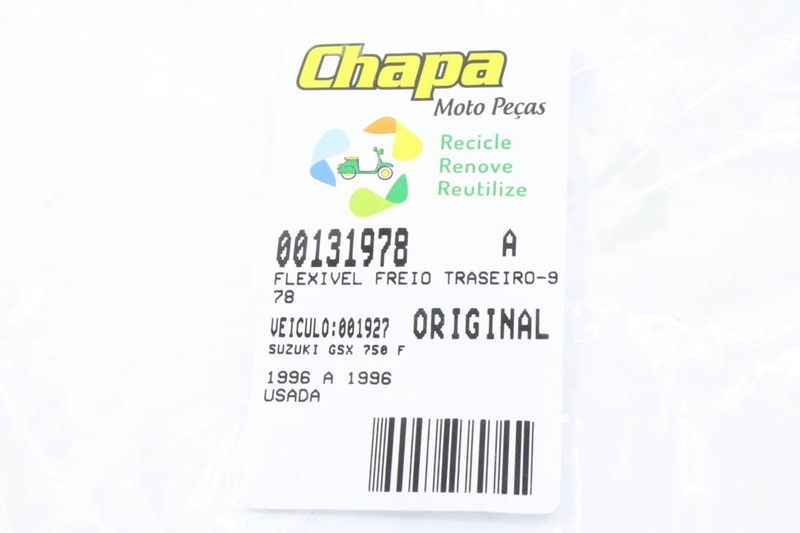 Chapa
Moto Peças
Recicle
Renove
Reutilize
00131978 A
FLEXIVEL FREIO TRASEIRO-9
78
VEICULO:001927 ORIGINAL
SUZUKI GSX 750 F
1996 A 1996
USADA